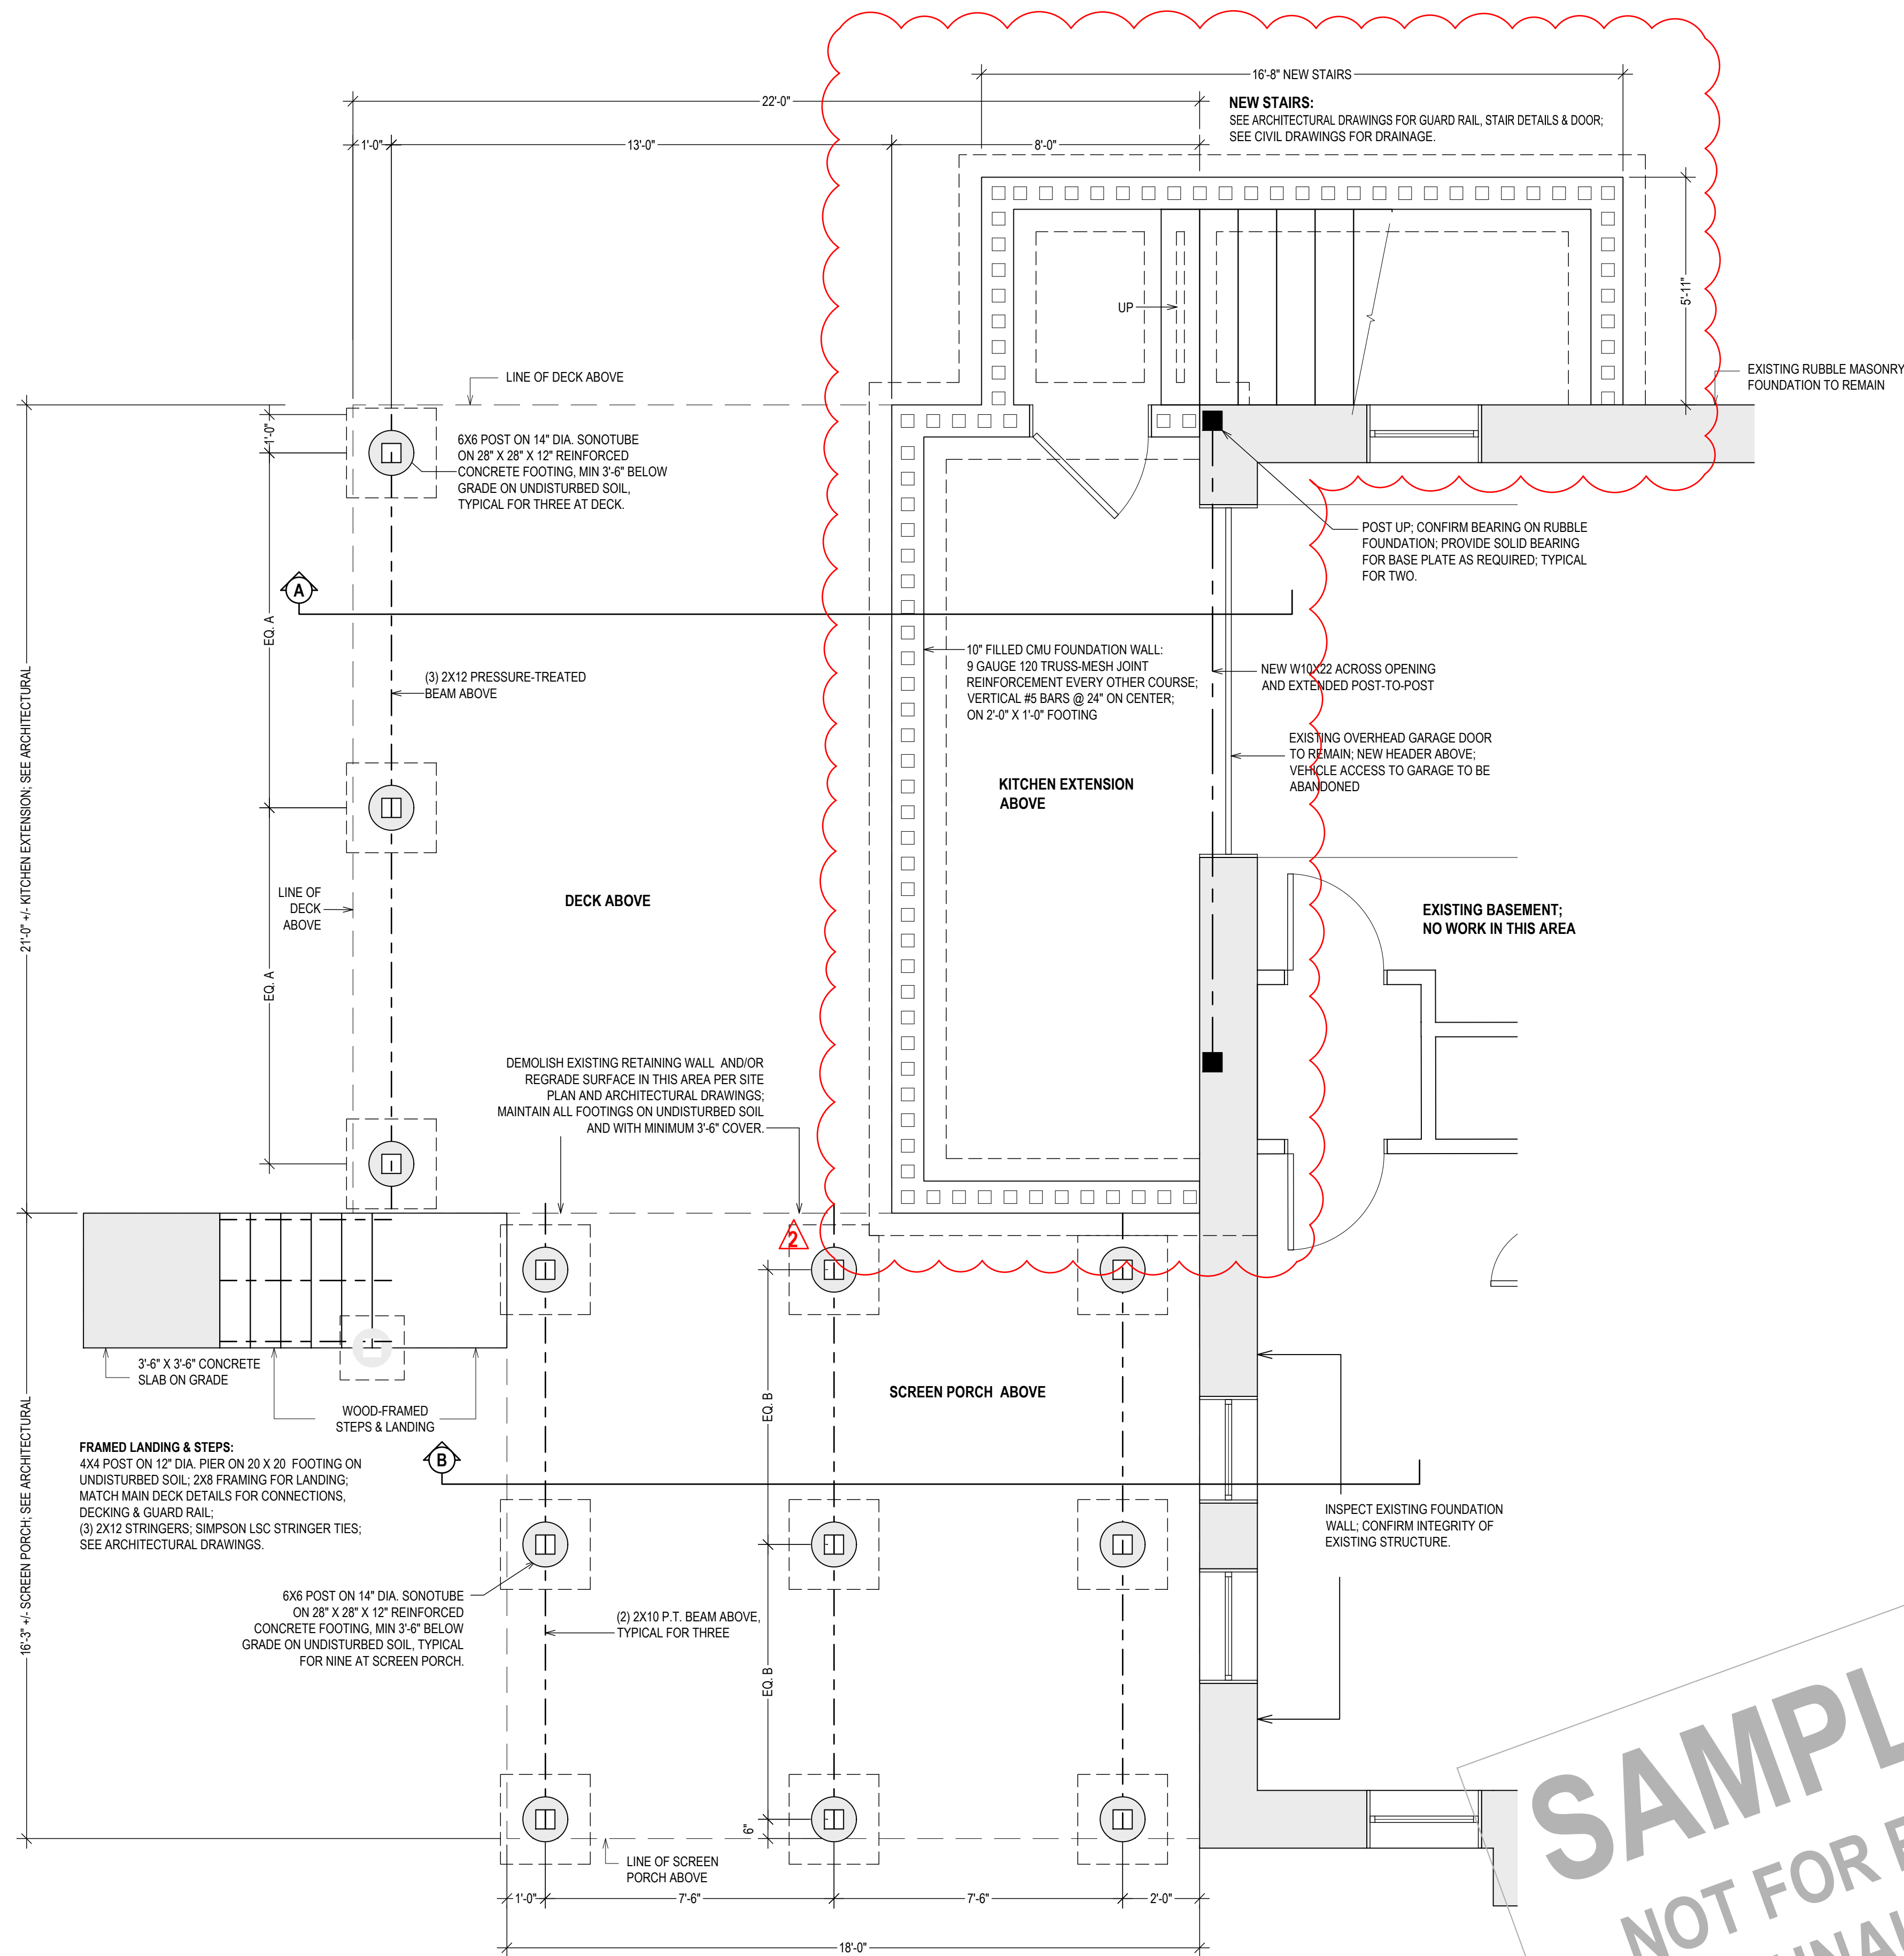 16'-8" NEW STAIRS
22'-0"
NEW STAIRS:
SEE ARCHITECTURAL DRAWINGS FOR GUARD RAIL, STAIR DETAILS & DOOR;
SEE CIVIL DRAWINGS FOR DRAINAGE.
1'-0"
13'-0"
8'-0"
5'-11"
UP
EXISTING RUBBLE MASONRY
FOUNDATION TO REMAIN
LINE OF DECK ABOVE
1'-0"
6X6 POST ON 14" DIA. SONOTUBE
ON 28" X 28" X 12" REINFORCED
CONCRETE FOOTING, MIN 3'-6" BELOW
GRADE ON UNDISTURBED SOIL,
TYPICAL FOR THREE AT DECK.
POST UP; CONFIRM BEARING ON RUBBLE
FOUNDATION; PROVIDE SOLID BEARING
FOR BASE PLATE AS REQUIRED; TYPICAL
FOR TWO.
A
EQ. A
10" FILLED CMU FOUNDATION WALL:
9 GAUGE 120 TRUSS-MESH JOINT
REINFORCEMENT EVERY OTHER COURSE;
VERTICAL #5 BARS @ 24" ON CENTER;
ON 2'-0" X 1'-0" FOOTING
NEW W10X22 ACROSS OPENING
AND EXTENDED POST-TO-POST
(3) 2X12 PRESSURE-TREATED
BEAM ABOVE
EXISTING OVERHEAD GARAGE DOOR
TO REMAIN; NEW HEADER ABOVE;
VEHICLE ACCESS TO GARAGE TO BE
ABANDONED
KITCHEN EXTENSION
ABOVE
21'-0" +/- KITCHEN EXTENSION; SEE ARCHITECTURAL
LINE OF
DECK
ABOVE
DECK ABOVE
EXISTING BASEMENT;
NO WORK IN THIS AREA
EQ. A
DEMOLISH EXISTING RETAINING WALL AND/OR
REGRADE SURFACE IN THIS AREA PER SITE
PLAN AND ARCHITECTURAL DRAWINGS;
MAINTAIN ALL FOOTINGS ON UNDISTURBED SOIL
AND WITH MINIMUM 3'-6" COVER.
2
3'-6" X 3'-6" CONCRETE
SLAB ON GRADE
WOOD-FRAMED
STEPS & LANDING
SCREEN PORCH ABOVE
EQ. B
FRAMED LANDING & STEPS:
4X4 POST ON 12" DIA. PIER ON 20 X 20 FOOTING ON
UNDISTURBED SOIL; 2X8 FRAMING FOR LANDING;
MATCH MAIN DECK DETAILS FOR CONNECTIONS,
DECKING & GUARD RAIL;
(3) 2X12 STRINGERS; SIMPSON LSC STRINGER TIES;
SEE ARCHITECTURAL DRAWINGS.
B
INSPECT EXISTING FOUNDATION
WALL; CONFIRM INTEGRITY OF
EXISTING STRUCTURE.
16'-3" +/- SCREEN PORCH; SEE ARCHITECTURAL
6X6 POST ON 14" DIA. SONOTUBE
ON 28" X 28" X 12" REINFORCED
CONCRETE FOOTING, MIN 3'-6" BELOW
GRADE ON UNDISTURBED SOIL, TYPICAL
FOR NINE AT SCREEN PORCH.
(2) 2X10 P.T. BEAM ABOVE,
TYPICAL FOR THREE
EQ. B
6"
LINE OF SCREEN
PORCH ABOVE
1'-0"
7'-6"
7'-6"
2'-0"
18'-0"
SAMPL
NOT FOR